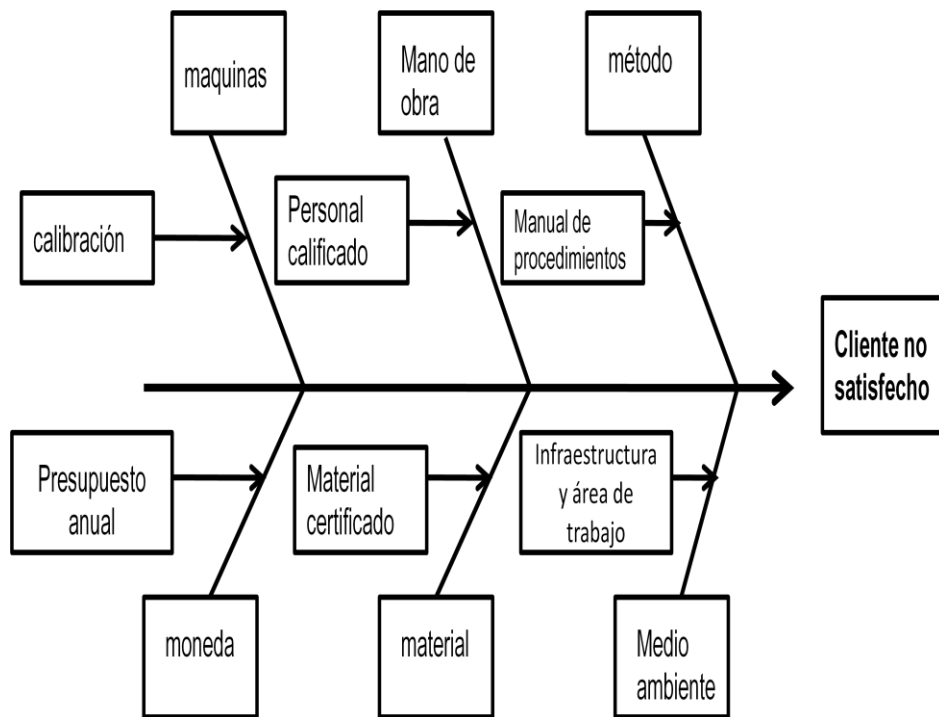 maquinas
Mano de
obra
método
calibración
Personal
calificado
Manual de
procedimientos
Cliente no
satisfecho
Presupuesto
anual
Material
certificado
Infraestructura
y área de
trabajo
moneda
material
Medio
ambiente